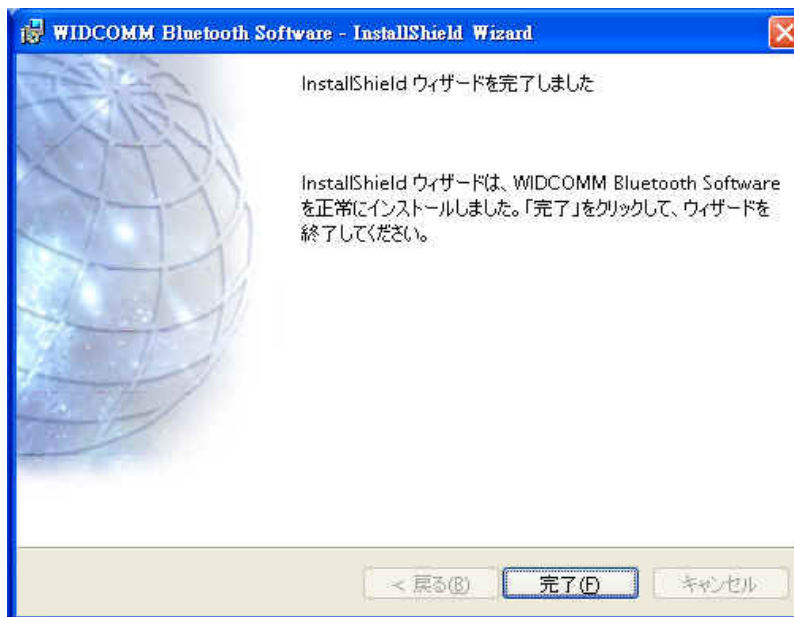 WIDCOMM Bluetooth Software - InstallShield Wizard
InstallShield ウィザードを完了しました
InstallShield ウィザードは、WIDCOMM Bluetooth Software
を正常にインストールしました。「完了」をクリックして、ウィザードを
終了してください。
< 戻る(B) 完了(F) キャンセル